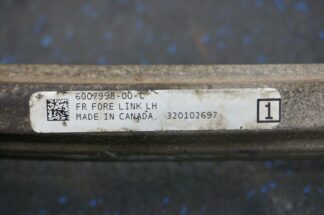 6007998-00-C
FR FORE LINK LH
MADE IN CANADA 320102697
1